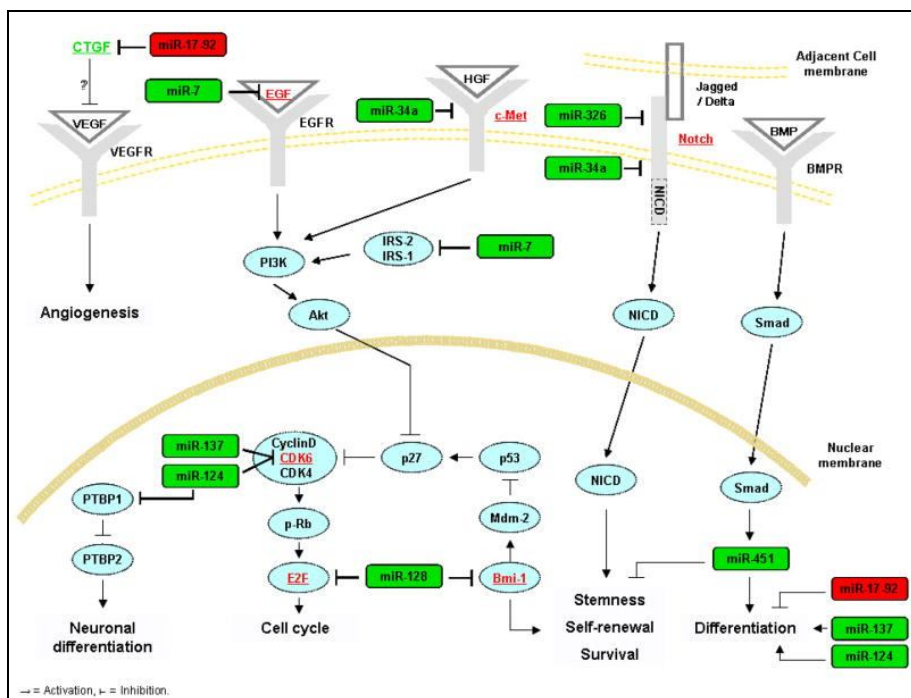 CTGF
miR-17-92
?
VEGF
VEGFR
miR-7
EGF
EGFR
HGF
miR-34a
c-Met
miR-326
miR-34a
Jagged
/ Delta
Notch
NICD
Adjacent Cell
membrane
BMP
BMPR
Angiogenesis
PI3K
IRS-2
IRS-1
miR-7
Akt
NICD
Smad
Nuclear
membrane
miR-137
miR-124
CyclinD
CDK6
CDK4
p27
p53
NICD
Smad
PTBP1
p-Rb
Mdm-2
PTBP2
E2F
miR-128
Bmi-1
miR-451
miR-17-92
Neuronal
differentiation
Cell cycle
Stemness
Self-renewal
Survival
Differentiation
miR-137
miR-124
→ = Activation, ⊢ = Inhibition.